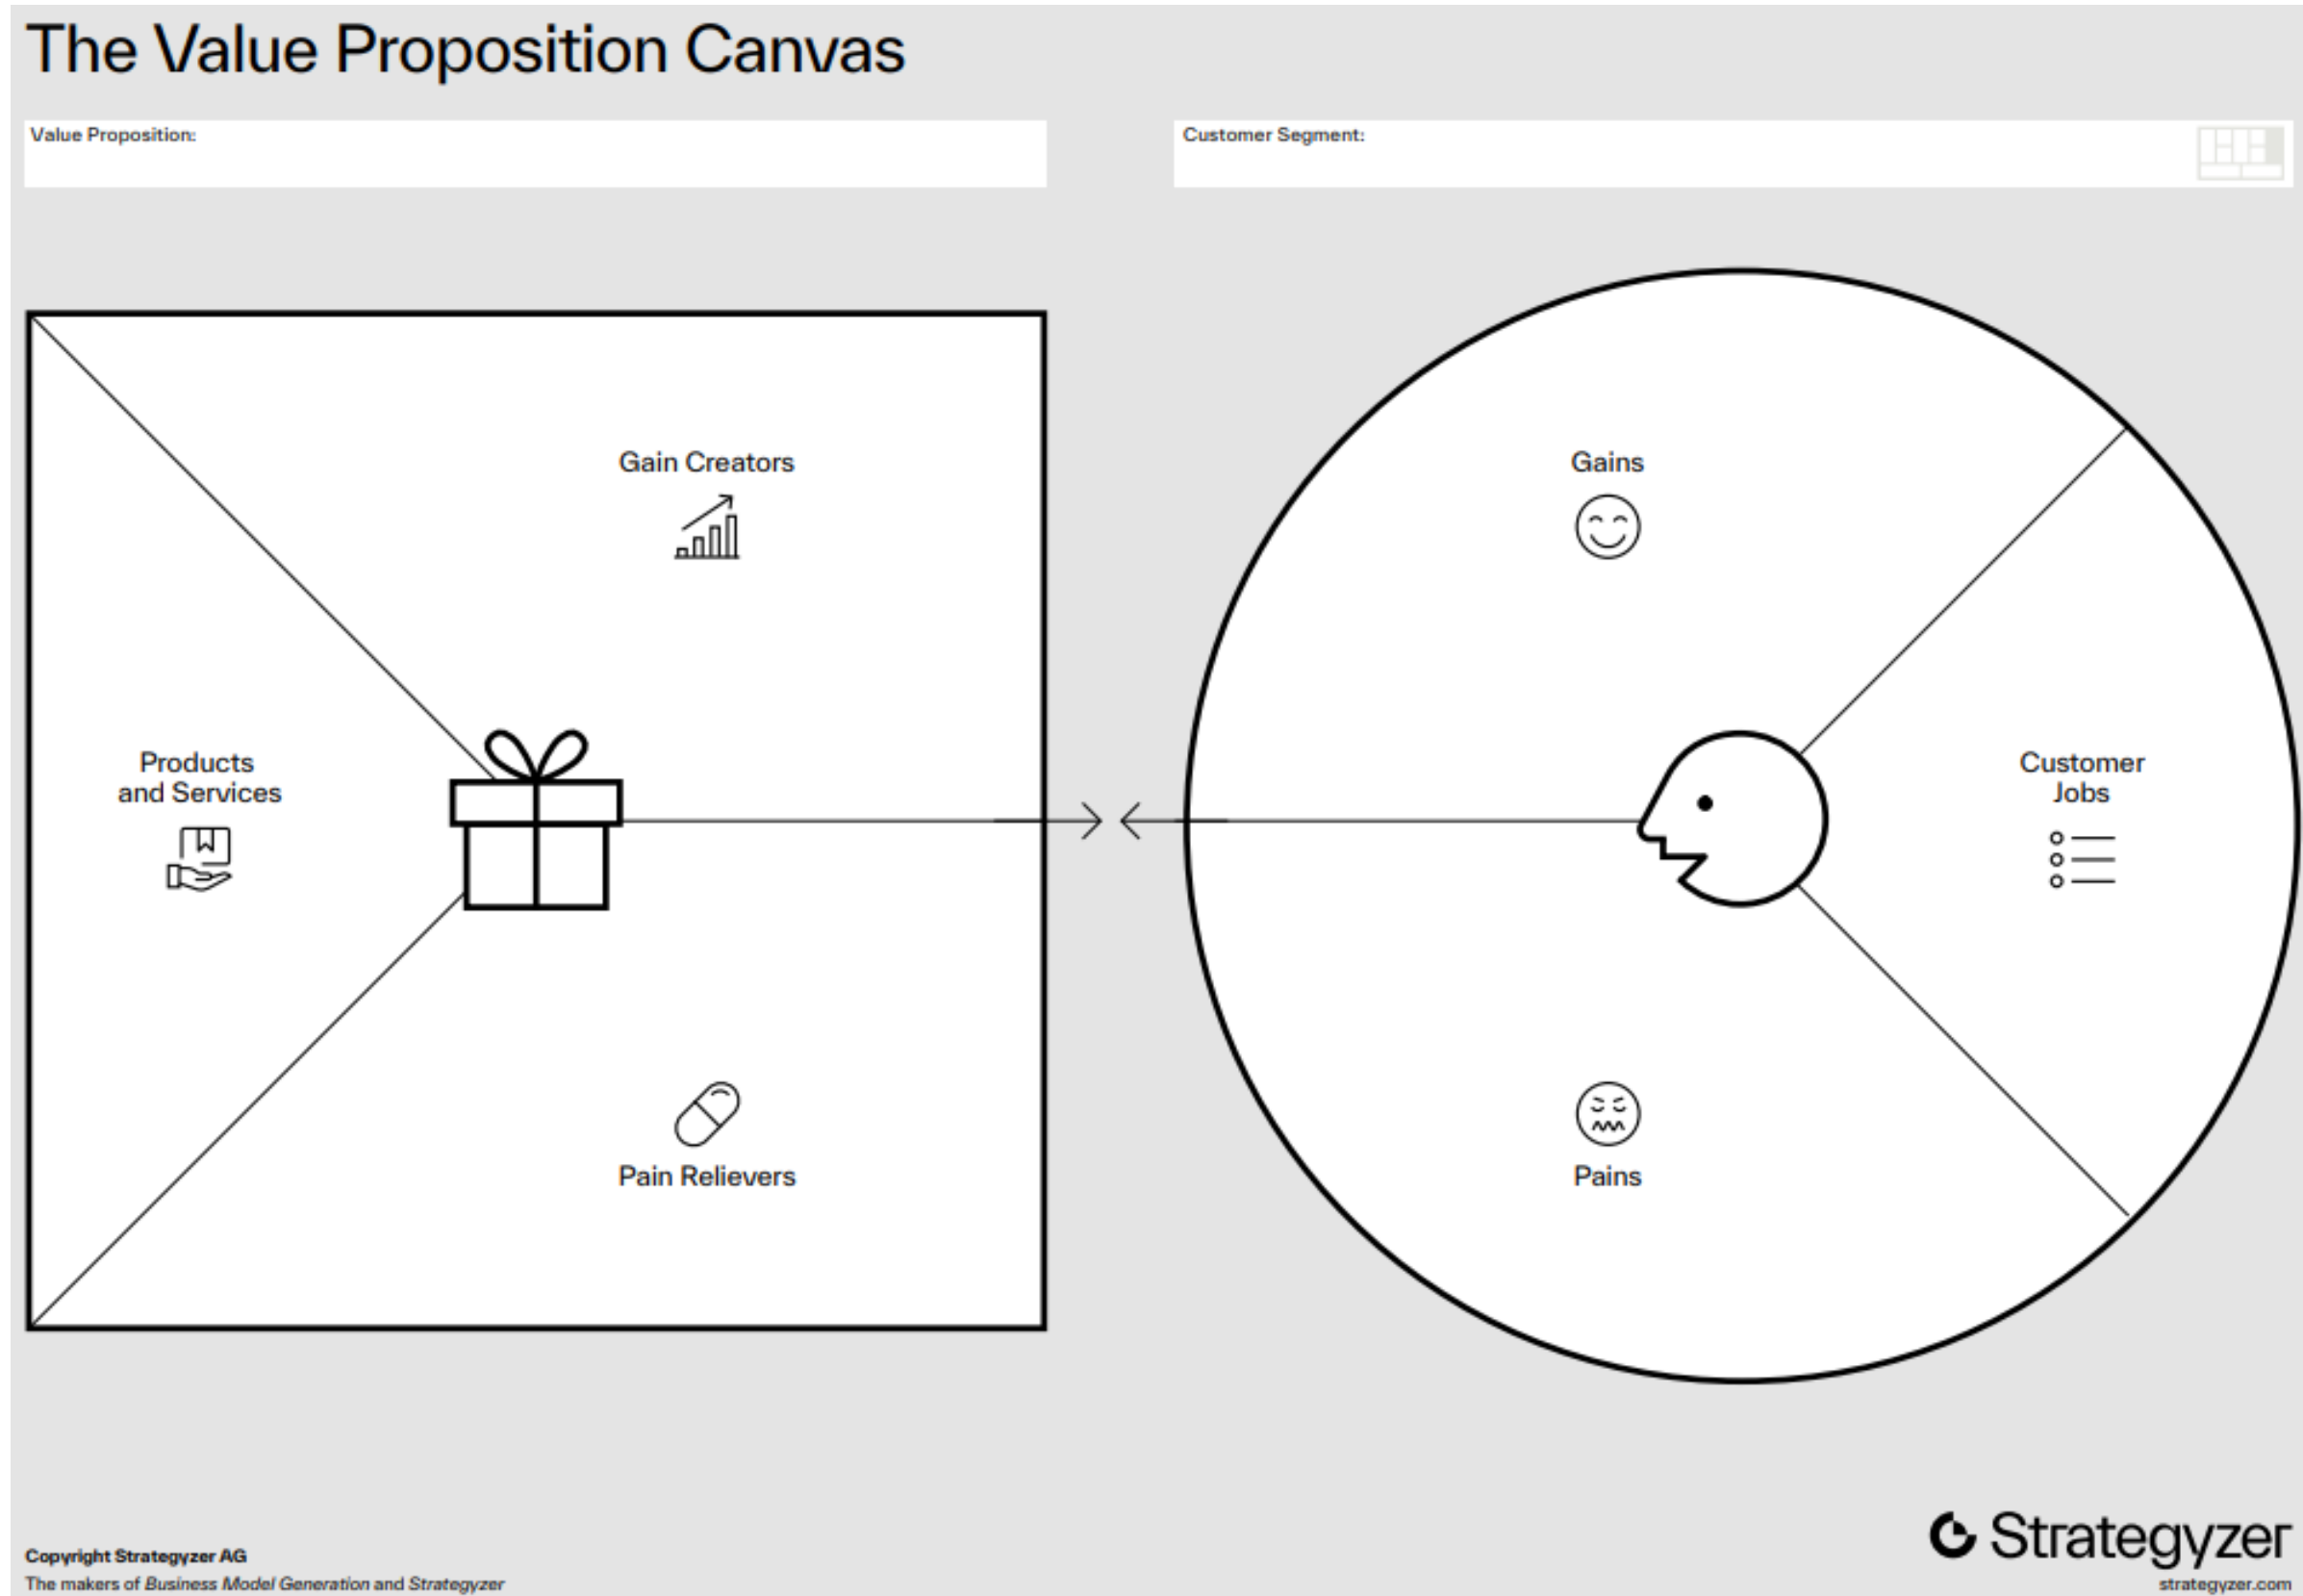 The Value Proposition Canvas
Value Proposition:
Customer Segment:
Gain Creators
Gains
Products
and Services
Customer
Jobs
Pain Relievers
Pains
Copyright Strategyzer AG
The makers of Business Model Generation and Strategyzer
Strategyzer
strategyzer.com